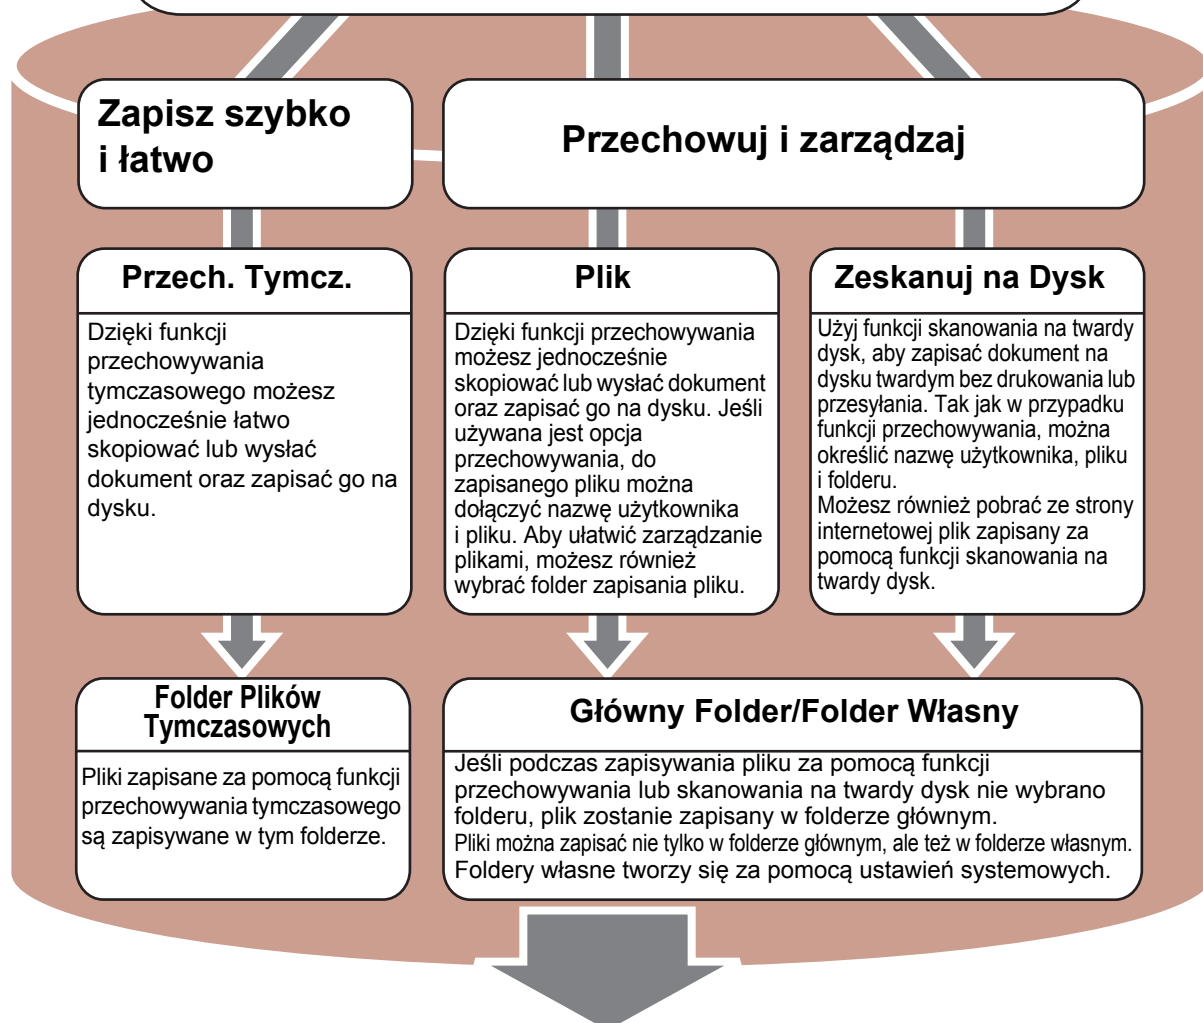 Zapisz szybko
i łatwo
Przechowuj i zarządzaj
Przech. Tymcz.
Dzięki funkcji
przechowywania
tymczasowego możesz
jednocześnie łatwo
skopiować lub wysłać
dokument oraz zapisać go na
dysku.
Plik
Dzięki funkcji przechowywania
możesz jednocześnie
skopiować lub wysłać dokument
oraz zapisać go na dysku. Jeśli
używana jest opcja
przechowywania, do
zapisanego pliku można
dołączyć nazwę użytkownika
i pliku. Aby ułatwić zarządzanie
plikami, możesz również
wybrać folder zapisania pliku.
Zeskanuj na Dysk
Użyj funkcji skanowania na twardy
dysk, aby zapisać dokument na
dysku twardym bez drukowania lub
przesyłania. Tak jak w przypadku
funkcji przechowywania, można
określić nazwę użytkownika, pliku
i folderu.
Możesz również pobrać ze strony
internetowej plik zapisany za
pomocą funkcji skanowania na
twardy dysk.
Folder Plików
Tymczasowych
Pliki zapisane za pomocą funkcji
przechowywania tymczasowego
są zapisywane w tym folderze.
Główny Folder/Folder Własny
Jeśli podczas zapisywania pliku za pomocą funkcji
przechowywania lub skanowania na twardy dysk nie wybrano
folderu, plik zostanie zapisany w folderze głównym.
Pliki można zapisać nie tylko w folderze głównym, ale też w folderze własnym.
Foldery własne tworzy się za pomocą ustawień systemowych.